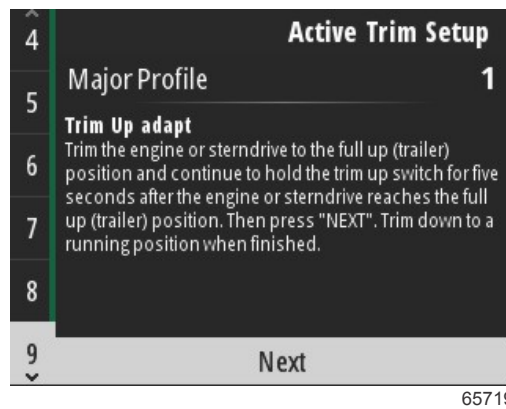 4
Active Trim Setup
5
Major Profile 1
Trim Up adapt
6
Trim the engine or sterndrive to the full up (trailer)
position and continue to hold the trim up switch for five
seconds after the engine or sterndrive reaches the full
7
up (trailer) position. Then press "NEXT". Trim down to a
running position when finished.
8
9
Next
65719